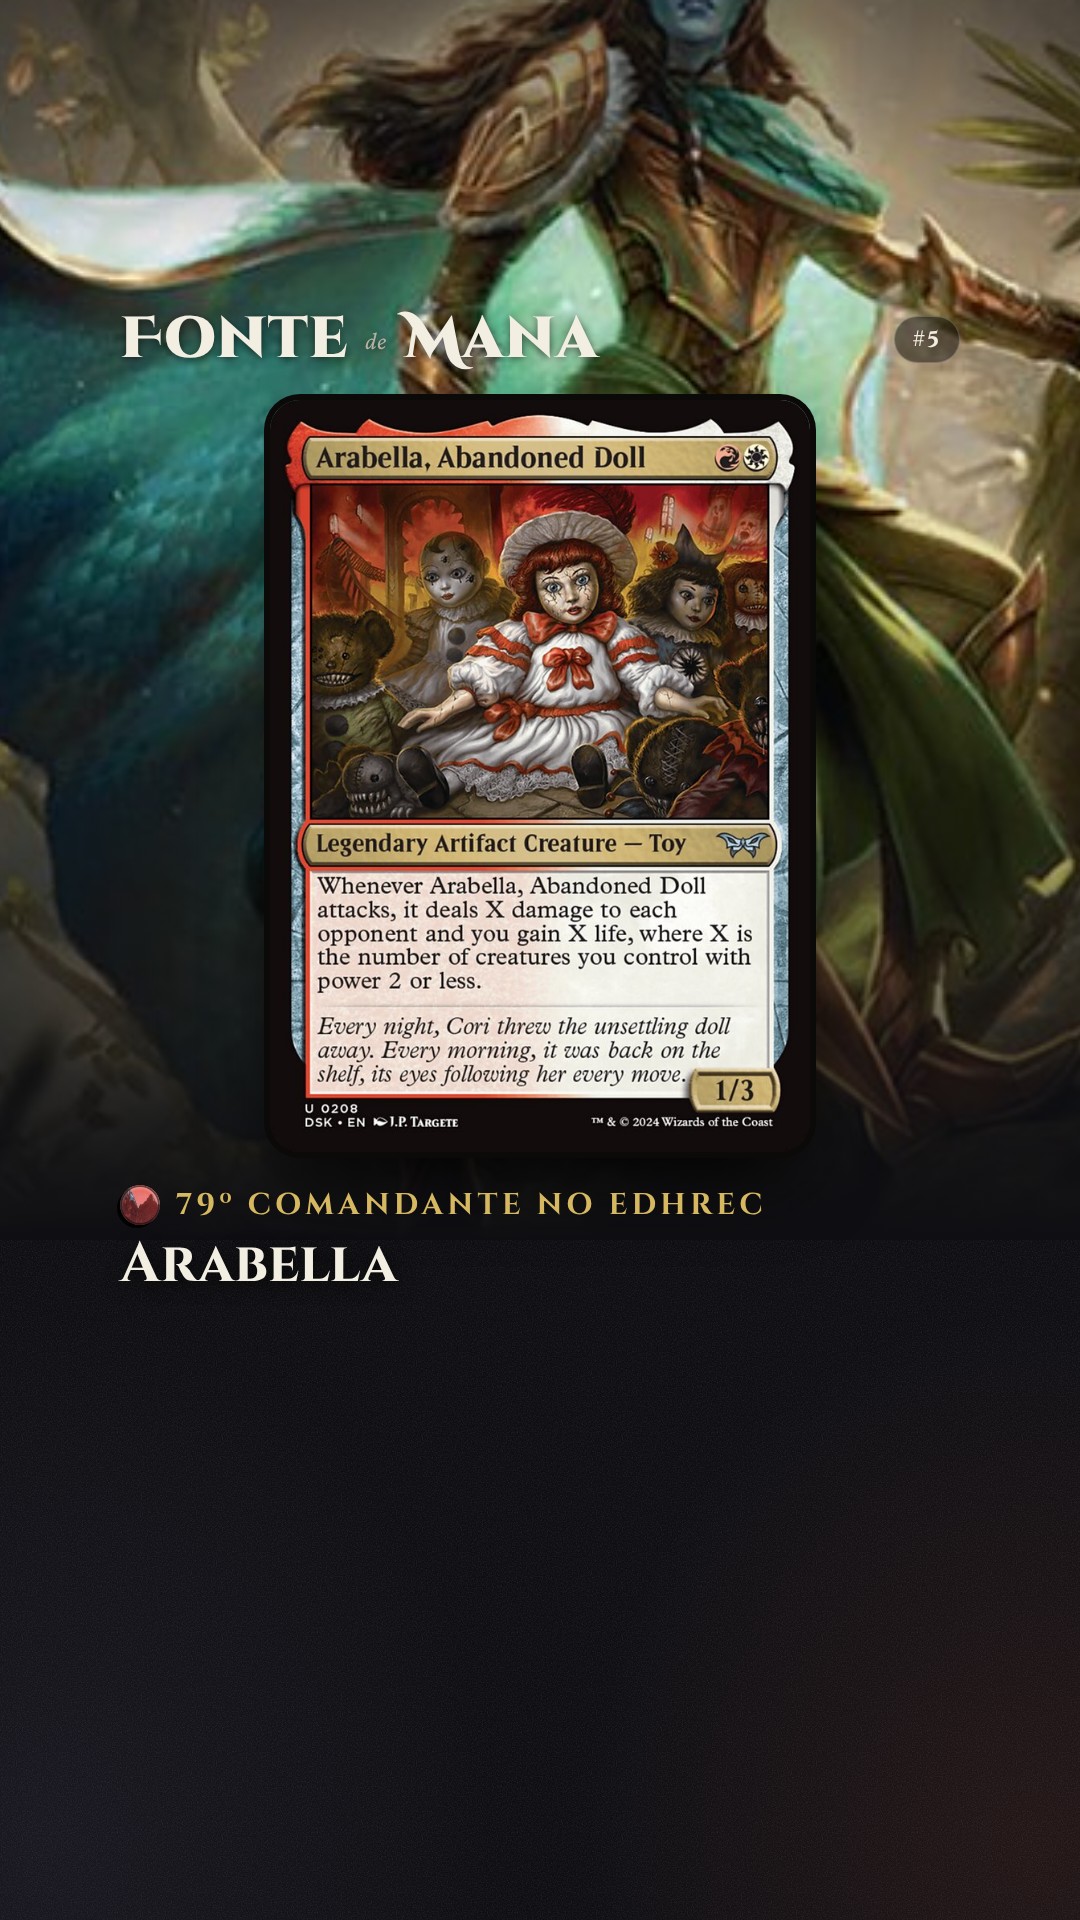 Fonte de Mana
#5
Arabella, Abandoned Doll
Legendary Artifact Creature — Toy
Whenever Arabella, Abandoned Doll
attacks, it deals X damage to each
opponent and you gain X life, where X is
the number of creatures you control with
power 2 or less.
Every night, Cori threw the unsettling doll
away. Every morning, it was back on the
shelf, its eyes following her every move.
1/3
U 0208
DSK • EN J.P. Targete
™ & © 2024 Wizards of the Coast
79º COMANDANTE NO EDHREC
Arabella